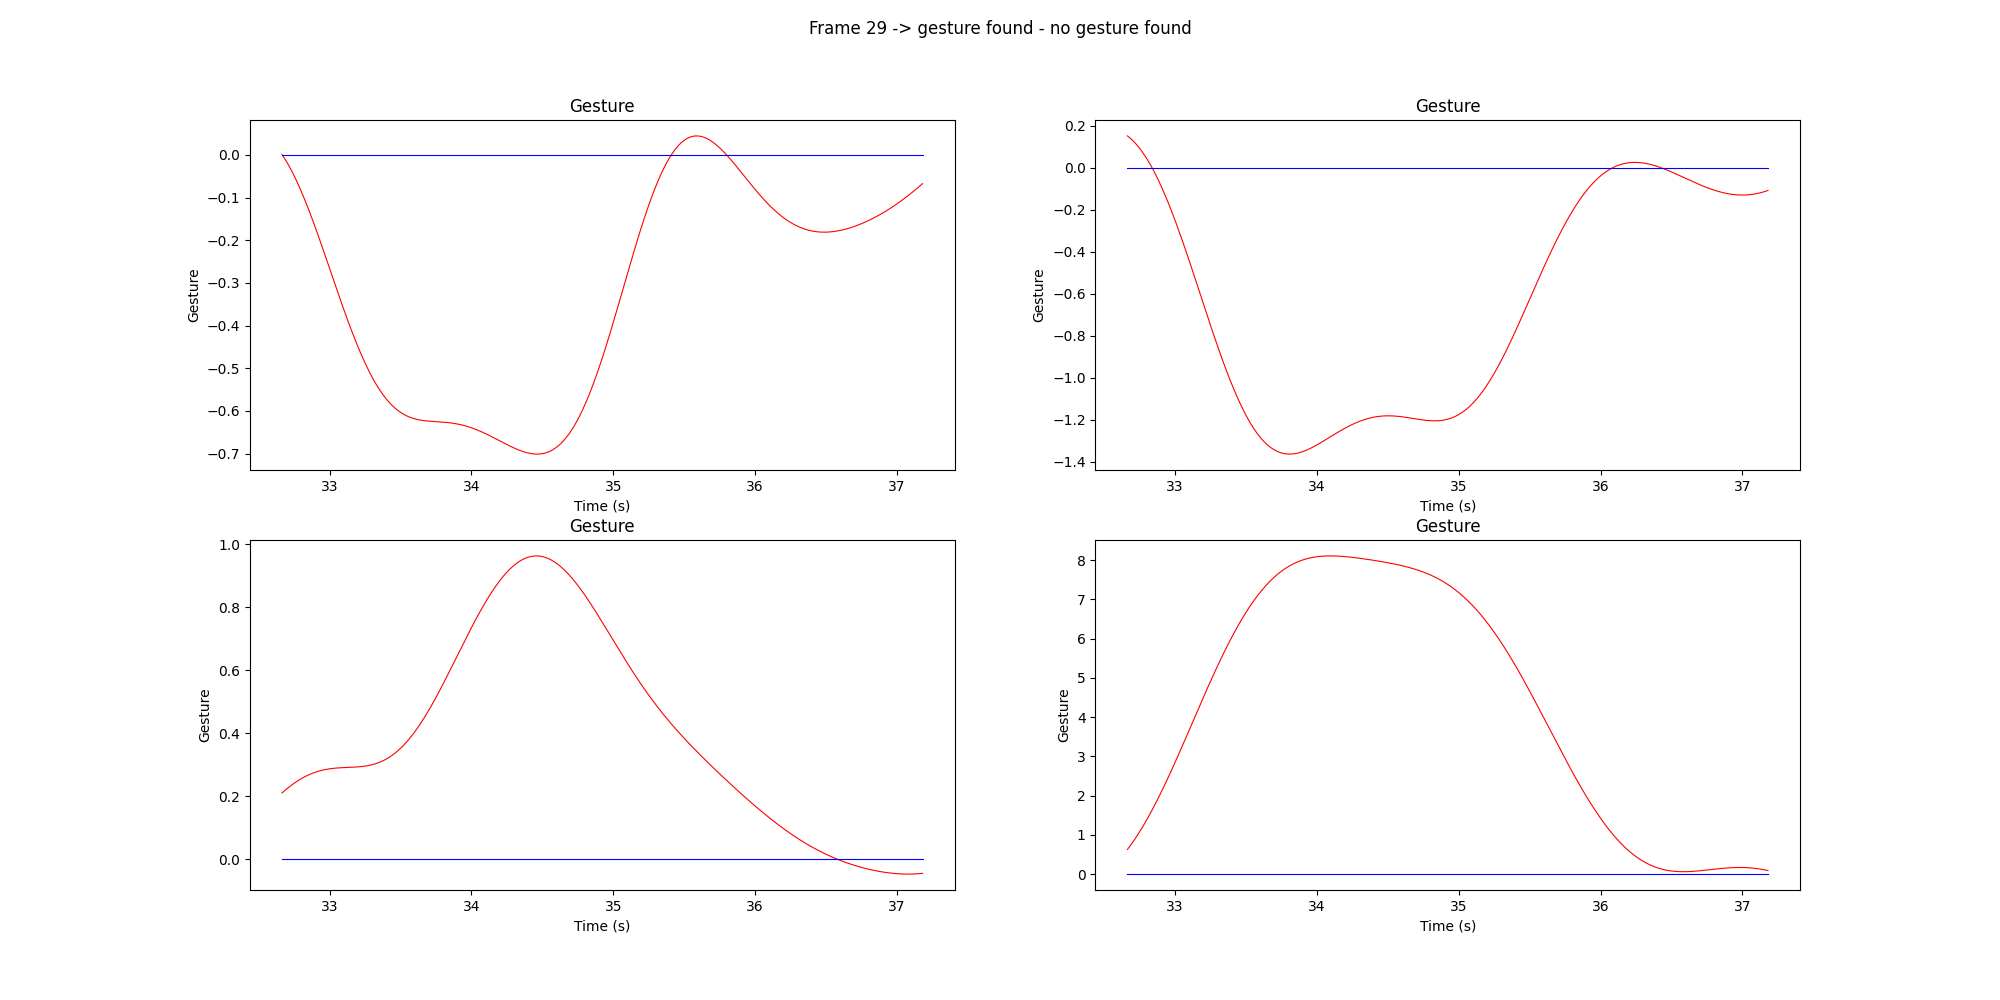 Frame 29 -> gesture found - no gesture found
Gesture
Gesture
0.0
−0.1
−0.2
−0.3
−0.4
−0.5
−0.6
−0.7
33 34 35 36 37
Time (s)
Gesture
Gesture
0.2
0.0
−0.2
−0.4
−0.6
−0.8
−1.0
−1.2
−1.4
33 34 35 36 37
Time (s)
Gesture
Gesture
1.0
0.8
0.6
0.4
0.2
0.0
33 34 35 36 37
Time (s)
Gesture
Gesture
8
7
6
5
4
3
2
1
0
33 34 35 36 37
Time (s)